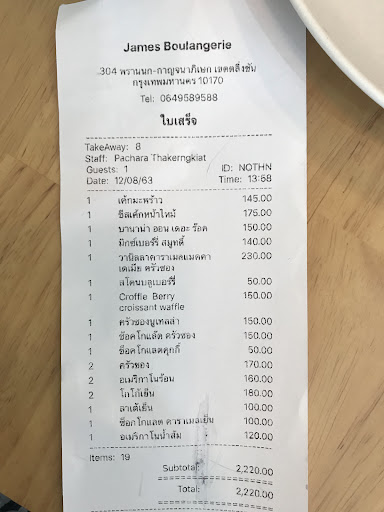 James Boulangerie
304 พรานนก-กาญจนาภิเษก เขตตลิ่งชัน
กรุงเทพมหานคร 10170
Tel: 0649589588
ใบเสร็จ
TakeAway: 8
Staff: Pachara Thakerngkiat
Guests: 1 ID: NOTHN
Date: 12/08/63 Time: 13:58
1 เค้กมะพร้าว 145.00
1 ชีสเค้กหน้าไหม้ 175.00
1 บานาน่า ออน เดอะ ร๊อค 150.00
1 มิกซ์เบอร์รี่ สมูทตี้ 140.00
1 วานิลลาคาราเมลแมคคา 230.00
เดเมีย ครัวซอง
1 สโคนบลูเบอร์รี่ 50.00
1 Croffle Berry 150.00
croissant waffle
1 ครัวซองนูเทลล่า 150.00
1 ช๊อคโกแล๊ต ครัวซอง 150.00
1 ช็อคโกแลตคุกกี้ 50.00
2 ครัวซอง 170.00
2 อเมริกาโนร้อน 160.00
2 โกโก้เย็น 180.00
1 ลาเต้เย็น 100.00
1 ช๊อกโกแลต คาราเมลเย็น 100.00
1 อเมริกาโนน้ำส้ม 120.00
Items: 19
Subtotal: 2,220.00
Total: 2,220.00